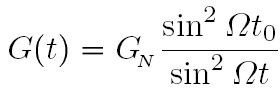 G(t) = G_N \frac{\sin^2 \Omega t_0}{\sin^2 \Omega t}